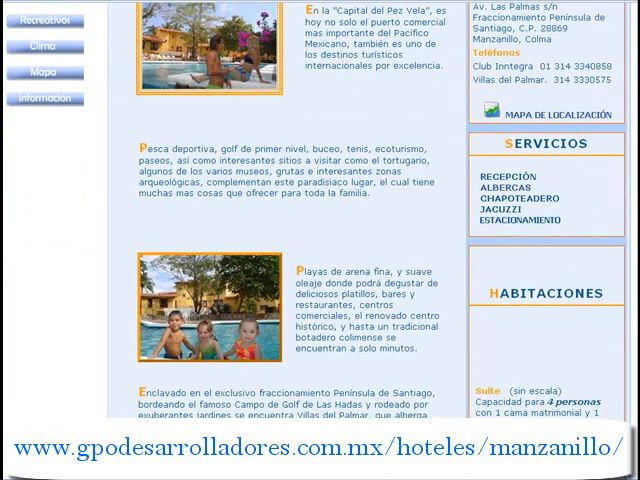 Recreativos
Clima
Mapa
Información
En la "Capital del Pez Vela", es
hoy no solo el puerto comercial
mas importante del Pacífico
Mexicano, también es uno de
los destinos turísticos
internacionales por excelencia.
Pesca deportiva, golf de primer nivel, buceo, tenis, ecoturismo,
paseos, así como interesantes sitios a visitar como el tortugario,
algunos de los varios museos, grutas e interesantes zonas
arqueológicas, complementan este paradisiaco lugar, el cual tiene
muchas mas cosas que ofrecer para toda la familia.
Playas de arena fina, y suave
oleaje donde podrá degustar de
deliciosos platillos, bares y
restaurantes, centros
comerciales, el renovado centro
histórico, y hasta un tradicional
botadero colimense se
encuentran a solo minutos.
Enclavado en el exclusivo fraccionamiento Península de Santiago,
bordeando el famoso Campo de Golf de Las Hadas y rodeado por
exuberantes jardines se encuentra Villas del Palmar, que alberga
Av. Las Palmas s/n
Fraccionamiento Península de
Santiago, C.P. 28869
Manzanillo, Colma
Teléfonos
Club Inntegra 01 314 3340858
Villas del Palmar. 314 3330575
MAPA DE LOCALIZACIÓN
SERVICIOS
RECEPCIÓN
ALBERCAS
CHAPOTEADERO
JACUZZI
ESTACIONAMIENTO
HABITACIONES
Suite (sin escala)
Capacidad para 4 personas
con 1 cama matrimonial y 1
www.gpodesarrolladores.com.mx/hoteles/manzanillo/